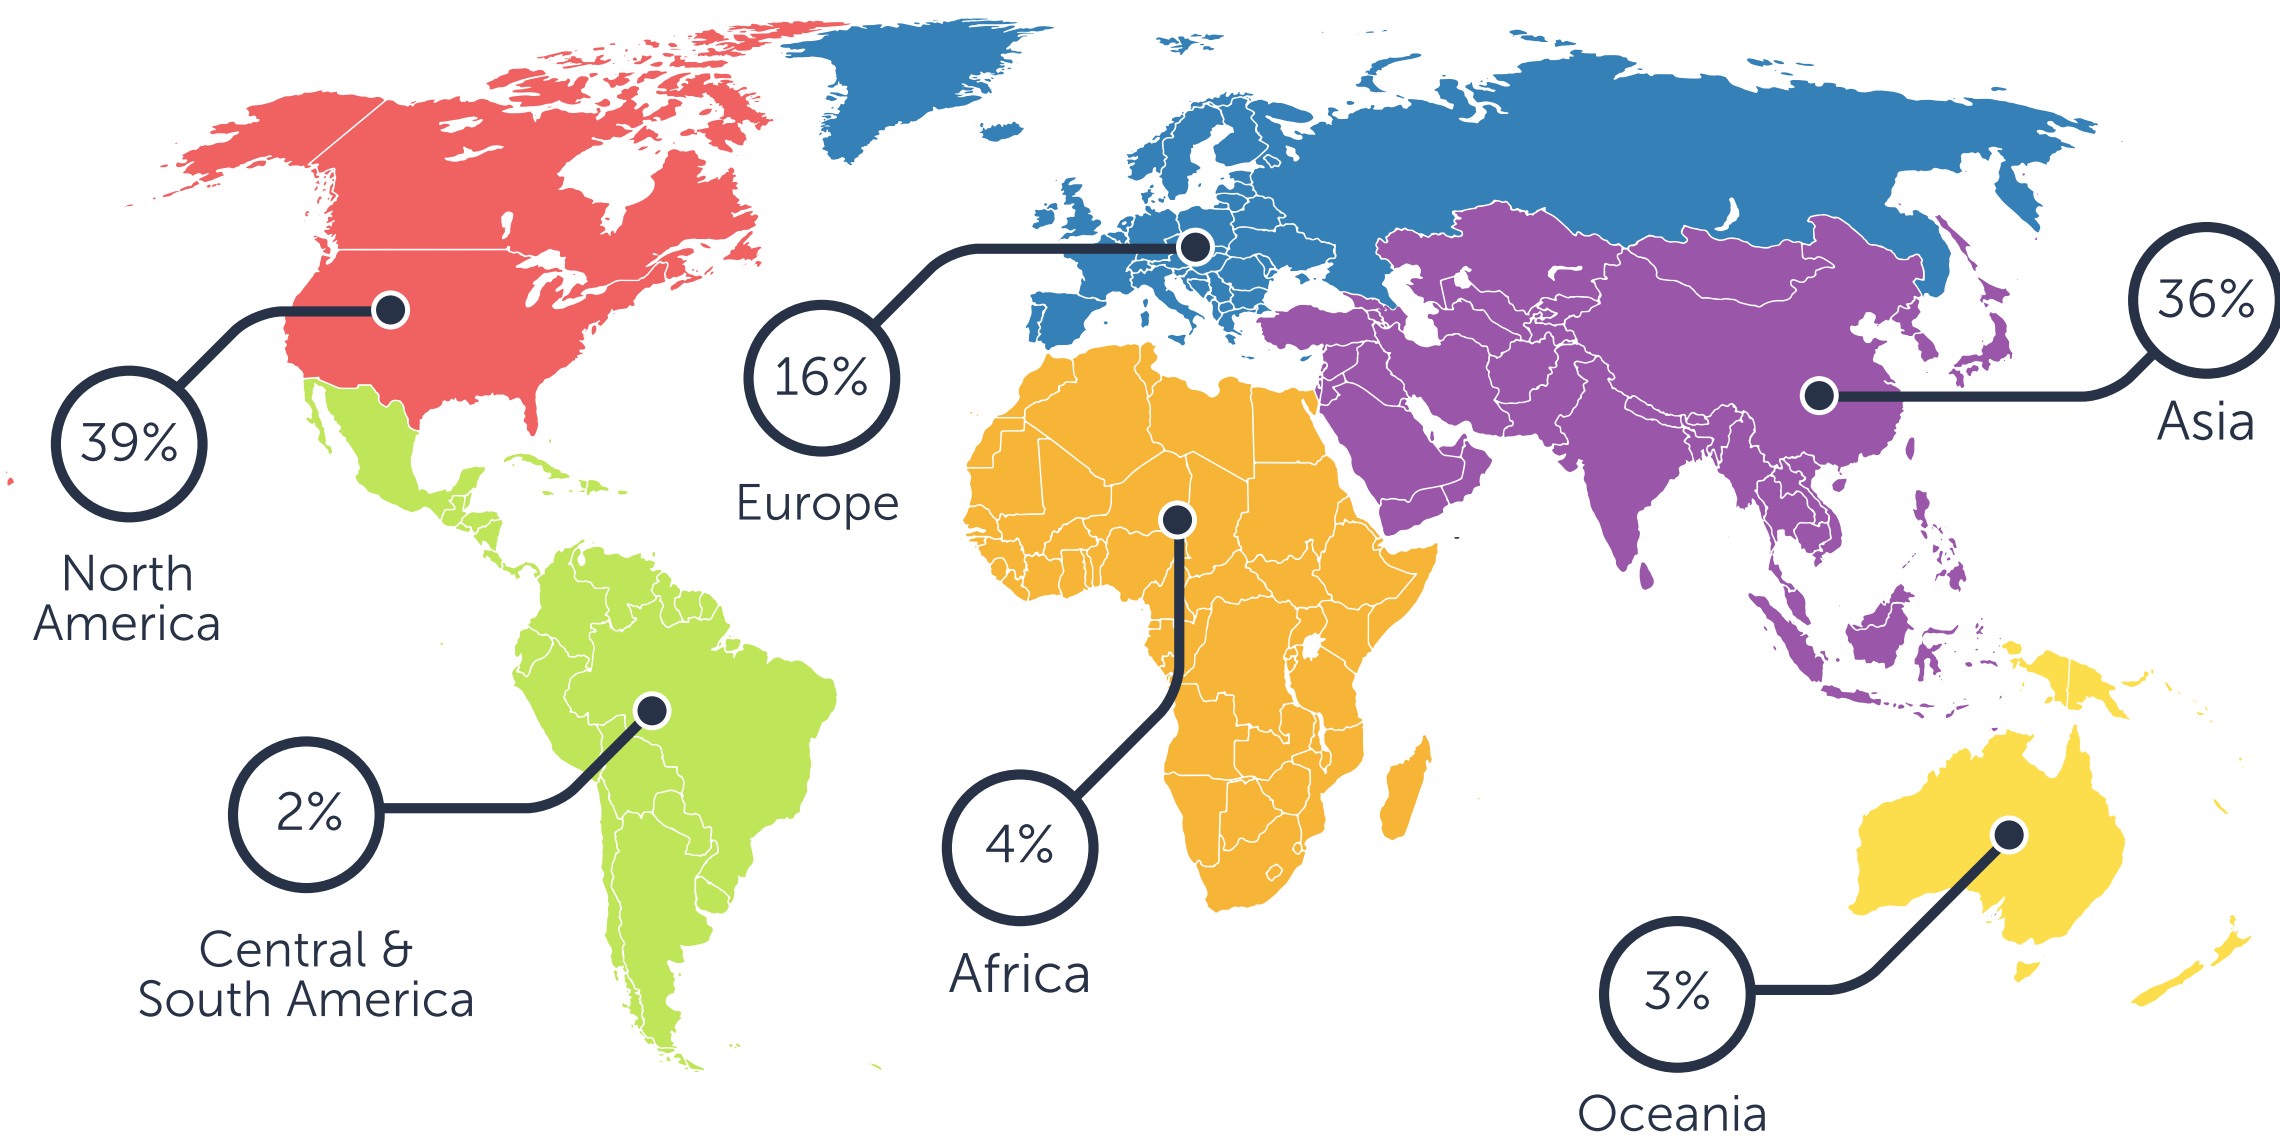 39%
North
America
16%
Europe
36%
Asia
2%
Central &
South America
4%
Africa
3%
Oceania